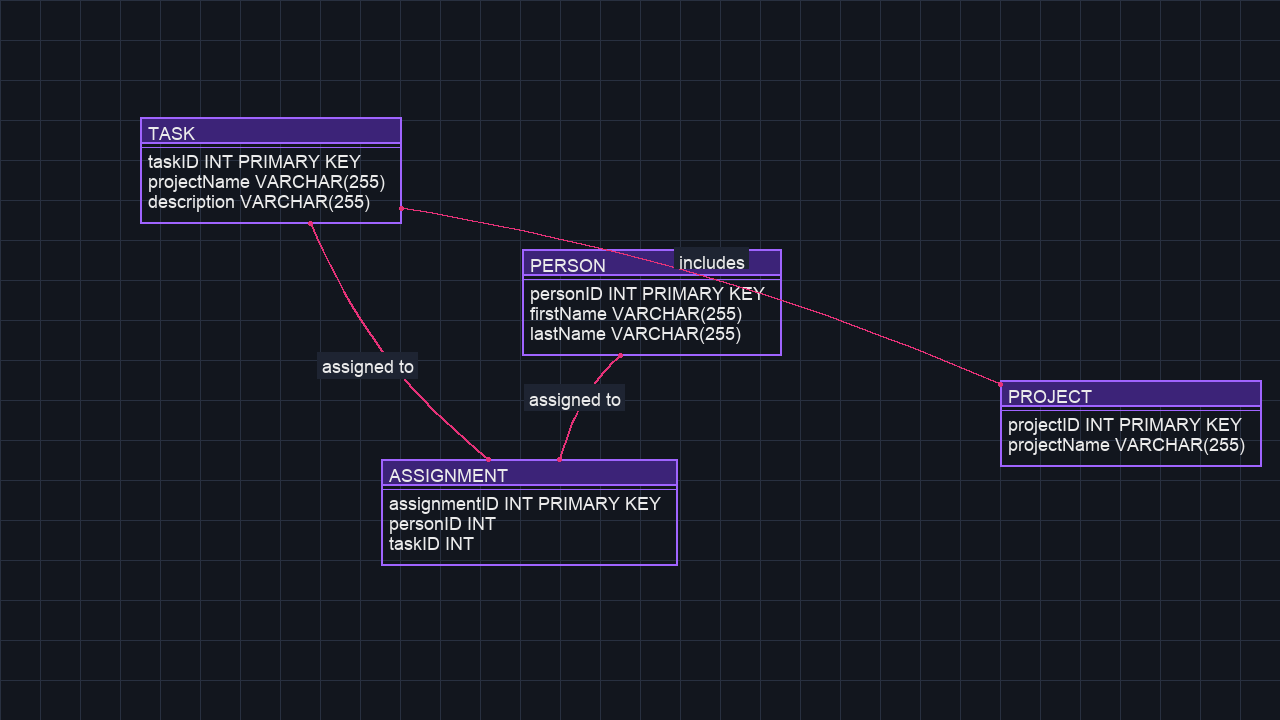 TASK
taskID INT PRIMARY KEY
projectName VARCHAR(255)
description VARCHAR(255)
includes
PERSON
personID INT PRIMARY KEY
firstName VARCHAR(255)
lastName VARCHAR(255)
assigned to
assigned to
PROJECT
projectID INT PRIMARY KEY
projectName VARCHAR(255)
ASSIGNMENT
assignmentID INT PRIMARY KEY
personID INT
taskID INT